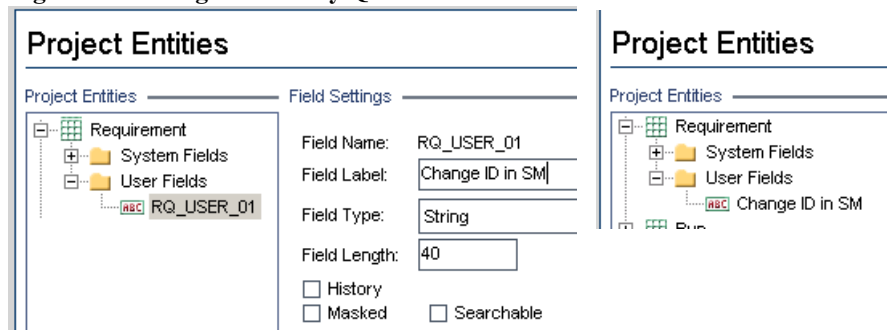 Project Entities
Project Entities
Requirement
System Fields
User Fields
ABC RQ_USER_01
Field Settings
Field Name: RQ_USER_01
Field Label: Change ID in SM
Field Type: String
Field Length: 40
History
Masked
Searchable
Project Entities
Project Entities
Requirement
System Fields
User Fields
ABC Change ID in SM